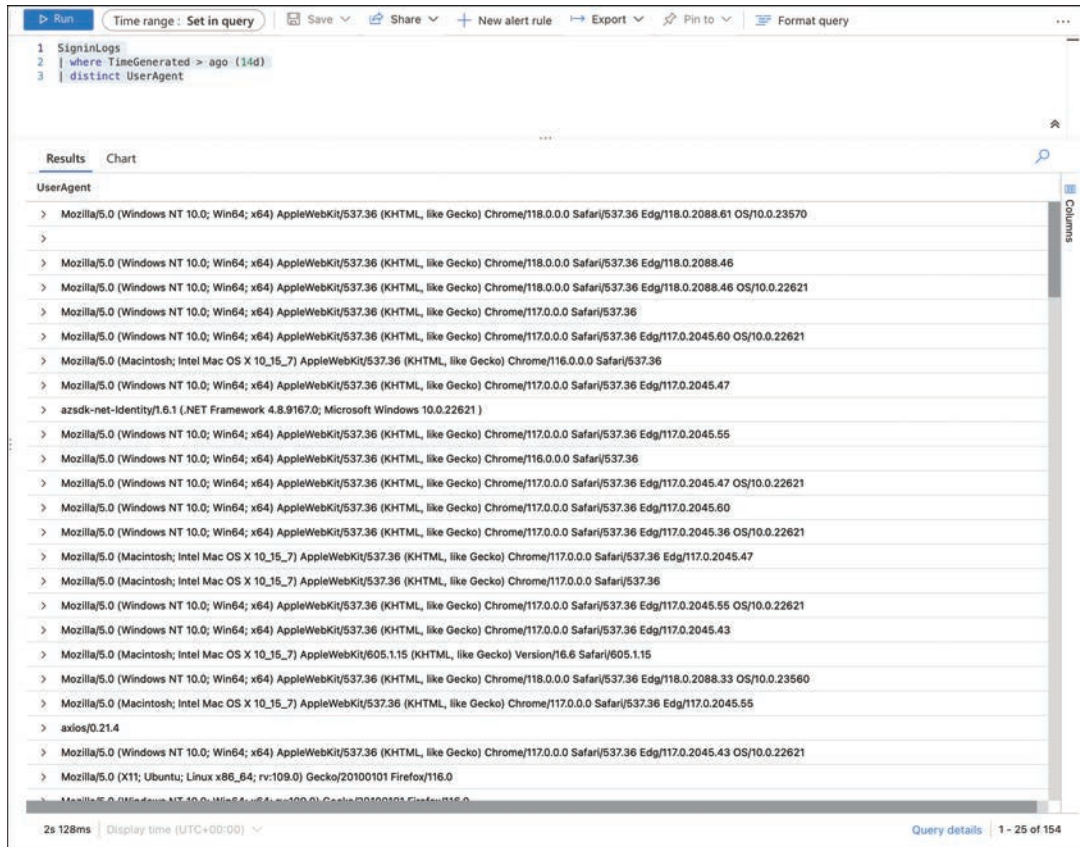 Run
Time range : Set in query
Save
Share
New alert rule
Export
Pin to
Format query
1 SigninLogs
2 | where TimeGenerated > ago (14d)
3 | distinct UserAgent
Results Chart
Columns
UserAgent
Mozilla/5.0 (Windows NT 10.0; Win64; x64) AppleWebKit/537.36 (KHTML, like Gecko) Chrome/118.0.0.0 Safari/537.36 Edg/118.0.2088.61 OS/10.0.23570
Mozilla/5.0 (Windows NT 10.0; Win64; x64) AppleWebKit/537.36 (KHTML, like Gecko) Chrome/118.0.0.0 Safari/537.36 Edg/118.0.2088.46
Mozilla/5.0 (Windows NT 10.0; Win64; x64) AppleWebKit/537.36 (KHTML, like Gecko) Chrome/118.0.0.0 Safari/537.36 Edg/118.0.2088.46 OS/10.0.22621
Mozilla/5.0 (Windows NT 10.0; Win64; x64) AppleWebKit/537.36 (KHTML, like Gecko) Chrome/117.0.0.0 Safari/537.36
Mozilla/5.0 (Windows NT 10.0; Win64; x64) AppleWebKit/537.36 (KHTML, like Gecko) Chrome/117.0.0.0 Safari/537.36 Edg/117.0.2045.60 OS/10.0.22621
Mozilla/5.0 (Macintosh; Intel Mac OS X 10_15_7) AppleWebKit/537.36 (KHTML, like Gecko) Chrome/116.0.0.0 Safari/537.36
Mozilla/5.0 (Windows NT 10.0; Win64; x64) AppleWebKit/537.36 (KHTML, like Gecko) Chrome/117.0.0.0 Safari/537.36 Edg/117.0.2045.47
azsdk-net-Identity/1.6.1 (.NET Framework 4.8.9167.0; Microsoft Windows 10.0.22621 )
Mozilla/5.0 (Windows NT 10.0; Win64; x64) AppleWebKit/537.36 (KHTML, like Gecko) Chrome/117.0.0.0 Safari/537.36 Edg/117.0.2045.55
Mozilla/5.0 (Windows NT 10.0; Win64; x64) AppleWebKit/537.36 (KHTML, like Gecko) Chrome/116.0.0.0 Safari/537.36
Mozilla/5.0 (Windows NT 10.0; Win64; x64) AppleWebKit/537.36 (KHTML, like Gecko) Chrome/117.0.0.0 Safari/537.36 Edg/117.0.2045.47 OS/10.0.22621
Mozilla/5.0 (Windows NT 10.0; Win64; x64) AppleWebKit/537.36 (KHTML, like Gecko) Chrome/117.0.0.0 Safari/537.36 Edg/117.0.2045.60
Mozilla/5.0 (Windows NT 10.0; Win64; x64) AppleWebKit/537.36 (KHTML, like Gecko) Chrome/117.0.0.0 Safari/537.36 Edg/117.0.2045.36 OS/10.0.22621
Mozilla/5.0 (Macintosh; Intel Mac OS X 10_15_7) AppleWebKit/537.36 (KHTML, like Gecko) Chrome/117.0.0.0 Safari/537.36 Edg/117.0.2045.47
Mozilla/5.0 (Macintosh; Intel Mac OS X 10_15_7) AppleWebKit/537.36 (KHTML, like Gecko) Chrome/117.0.0.0 Safari/537.36
Mozilla/5.0 (Windows NT 10.0; Win64; x64) AppleWebKit/537.36 (KHTML, like Gecko) Chrome/117.0.0.0 Safari/537.36 Edg/117.0.2045.55 OS/10.0.22621
Mozilla/5.0 (Windows NT 10.0; Win64; x64) AppleWebKit/537.36 (KHTML, like Gecko) Chrome/117.0.0.0 Safari/537.36 Edg/117.0.2045.43
Mozilla/5.0 (Macintosh; Intel Mac OS X 10_15_7) AppleWebKit/605.1.15 (KHTML, like Gecko) Version/16.6 Safari/605.1.15
Mozilla/5.0 (Windows NT 10.0; Win64; x64) AppleWebKit/537.36 (KHTML, like Gecko) Chrome/118.0.0.0 Safari/537.36 Edg/118.0.2088.33 OS/10.0.23560
Mozilla/5.0 (Macintosh; Intel Mac OS X 10_15_7) AppleWebKit/537.36 (KHTML, like Gecko) Chrome/117.0.0.0 Safari/537.36 Edg/117.0.2045.55
axios/0.21.4
Mozilla/5.0 (Windows NT 10.0; Win64; x64) AppleWebKit/537.36 (KHTML, like Gecko) Chrome/117.0.0.0 Safari/537.36 Edg/117.0.2045.43 OS/10.0.22621
Mozilla/5.0 (X11; Ubuntu; Linux x86_64; rv:109.0) Gecko/20100101 Firefox/116.0
Mozilla/5.0 (Windows NT 10.0; Win64; x64; rv:109.0) Gecko/20100101 Firefox/116.0
2s 128ms Display time (UTC+00:00) Query details 1 - 25 of 154